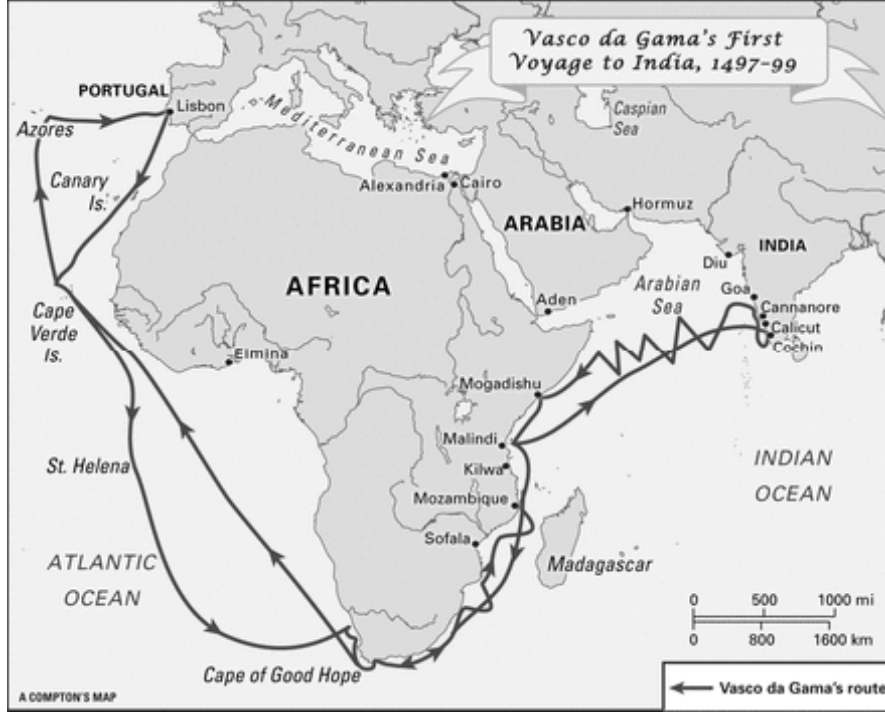 Vasco da Gama's First
Voyage to India, 1497-99
PORTUGAL
Lisbon
Azores
Mediterranean Sea
Caspian
Sea
Canary
Is.
Alexandria
Cairo
ARABIA
Hormuz
INDIA
Diu
AFRICA
Arabian
Sea
Goa
Aden
Cannanore
Calicut
Cochin
Cape
Verde
Is.
Elmina
Mogadishu
Malindi
St. Helena
Kilwa
INDIAN
OCEAN
Mozambique
Sofala
Madagascar
ATLANTIC
OCEAN
0 500 1000 mi
0 800 1600 km
Cape of Good Hope
A COMPTON'S MAP
Vasco da Gama's route